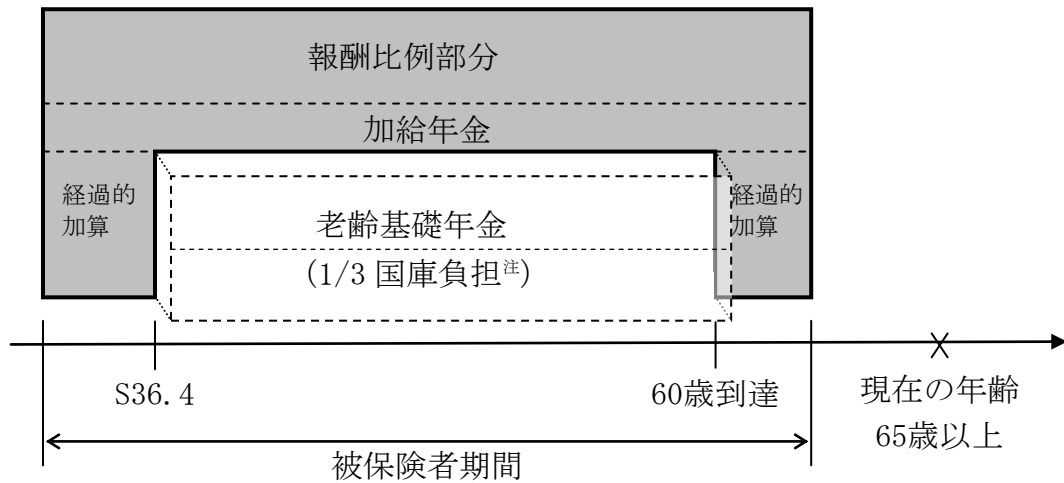 報酬比例部分
加給年金
経過的
加算
老齢基礎年金
(1/3 国庫負担注)
経過的
加算
S36.4
60歳到達
現在の年齢
65歳以上
被保険者期間